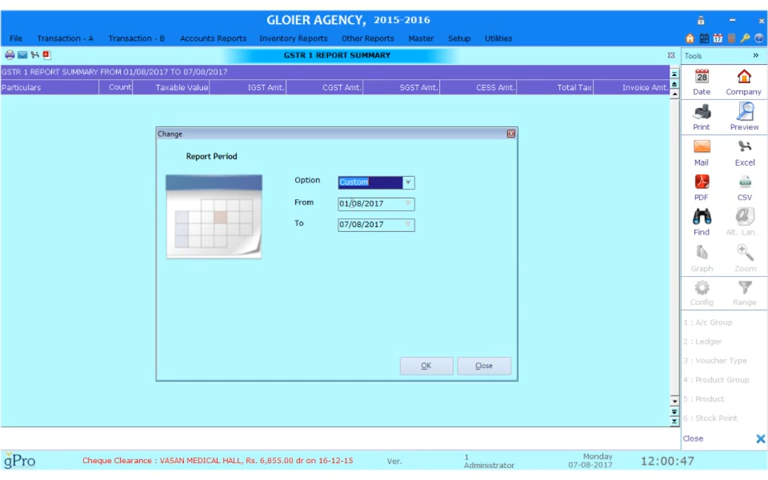 GLOIER AGENCY, 2015-2016
File Transaction - A Transaction - B Accounts Reports Inventory Reports Other Reports Master Setup Utilities
GSTR 1 REPORT SUMMARY
GSTR 1 REPORT SUMMARY FROM 01/08/2017 TO 07/08/2017
Particulars Count Taxable Value IGST Amt. CGST Amt. SGST Amt. CESS Amt. Total Tax Invoice Amt.
Change
Report Period
Option Custom
From 01/08/2017
To 07/08/2017
OK Close
Tools »
28
Date Company
Print Preview
Mail Excel
PDF CSV
Find Alt. Lan..
Graph Zoom
Config Range
1 : A/c Group
2 : Ledger
3 : Voucher Type
4 : Product Group
5 : Product
6 : Stock Point
Close
gPro
Cheque Clearance : VASAN MEDICAL HALL, Rs. 6,855.00 dr on 16-12-15
Ver.
1
Administrator
Monday
07-08-2017
12:00:47